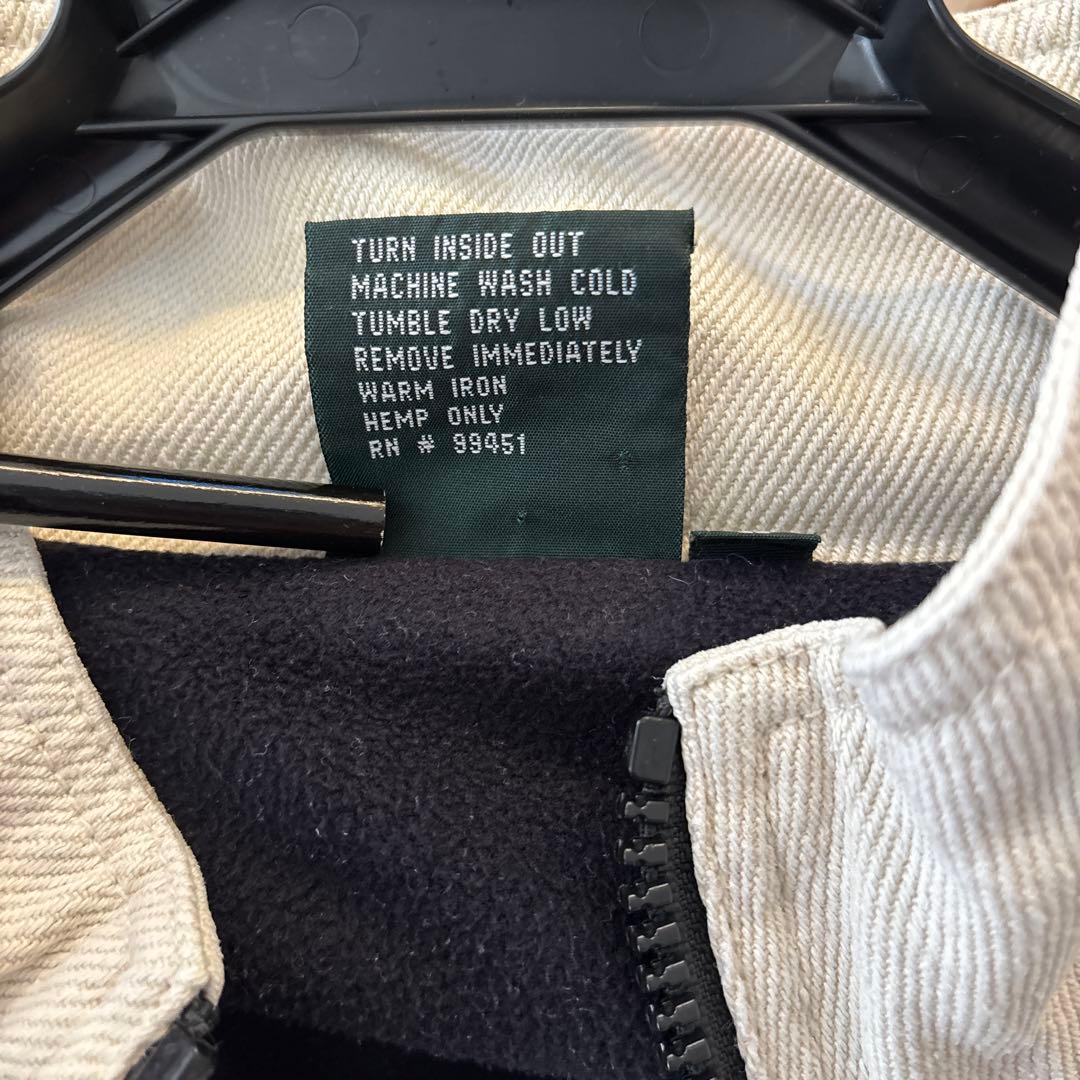 TURN INSIDE OUT
MACHINE WASH COLD
TUMBLE DRY LOW
REMOVE IMMEDIATELY
WARM IRON
HEMP ONLY
RN # 99451